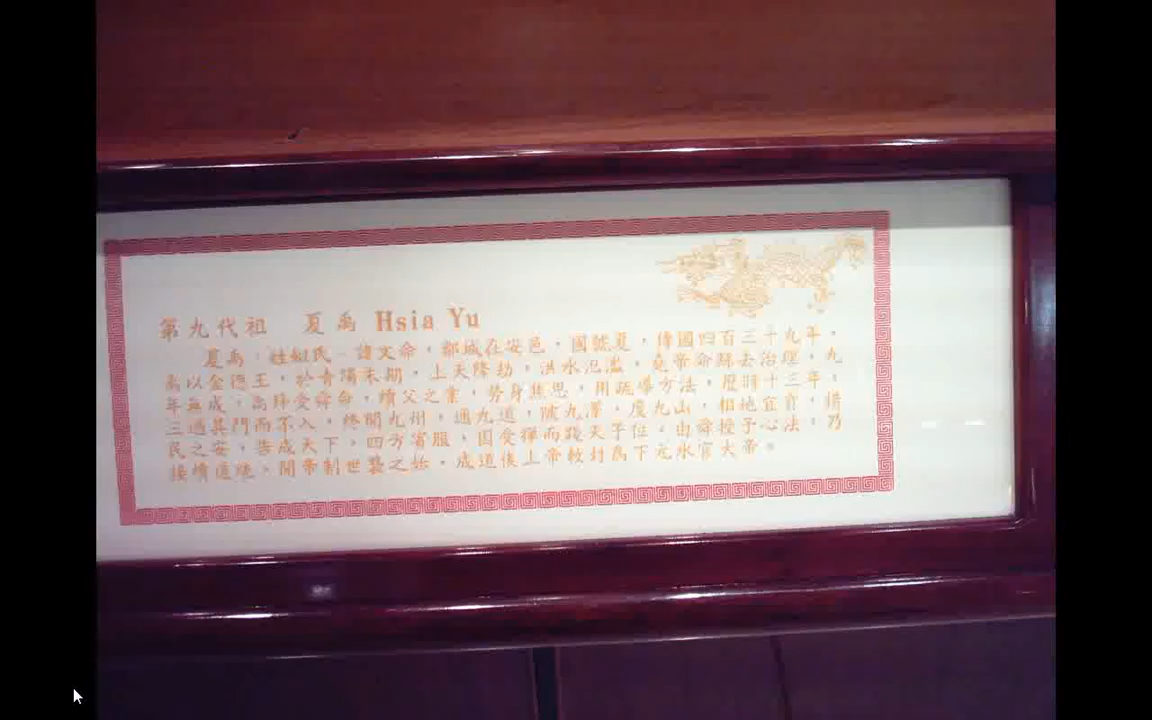 第九代祖 夏禹 Hsia Yu
夏禹，姓姒氏，諱文命，都城在安邑，國號夏，傳國四百三十九年，
禹以金德王，於青陽末期，上天降劫，洪水氾濫，堯帝命鯀去治理，九
年無成，禹拜受舜命，續父之業，勞身焦思，用疏導方法，歷時十三年，
三過其門而不入，終開九州，通九道，陂九澤，度九山，相地宜貢，措
民之安，告成天下，四方賓服，因受禪而踐天子位，由舜授予心法，乃
接續道統。開帝制世襲之始，成道後上帝敕封為下元水官大帝。